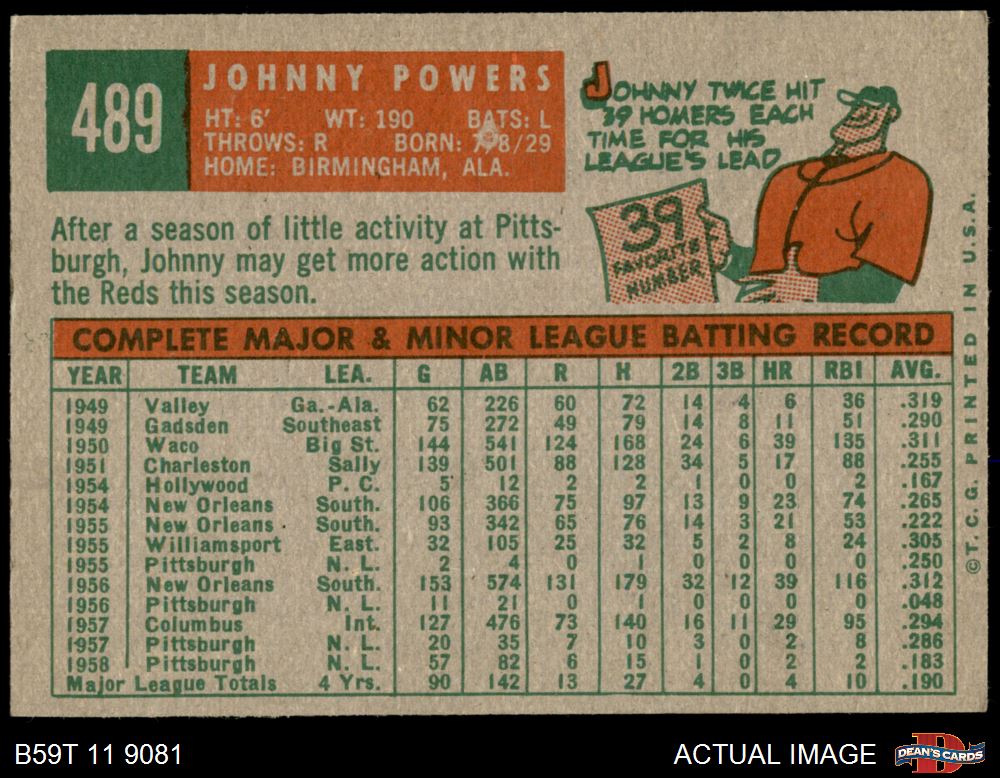 489
JOHNNY POWERS
HT: 6' WT: 190 BATS: L
THROWS: R BORN: 7/8/29
HOME: BIRMINGHAM, ALA.
JOHNNY TWICE HIT
39 HOMERS EACH
TIME FOR HIS
LEAGUE'S LEAD
39
FAVORITE
NUMBER
After a season of little activity at Pitts-
burgh, Johnny may get more action with
the Reds this season.
COMPLETE MAJOR & MINOR LEAGUE BATTING RECORD
YEAR TEAM LEA. G AB R H 2B 3B HR RBI AVG.
1949 Valley Ga.-Ala. 62 226 60 72 14 4 6 36 .319
1949 Gadsden Southeast 75 272 49 79 14 8 11 51 .290
1950 Waco Big St. 144 541 124 168 24 6 39 135 .311
1951 Charleston Sally 139 501 88 128 34 5 17 88 .255
1954 Hollywood P. C. 5 12 2 2 1 0 0 2 .167
1954 New Orleans South. 106 366 75 97 13 9 23 74 .265
1955 New Orleans South. 93 342 65 76 14 3 21 53 .222
1955 Williamsport East. 32 105 25 32 5 2 8 24 .305
1955 Pittsburgh N. L. 2 4 0 1 0 0 0 0 .250
1956 New Orleans South. 153 574 131 179 32 12 39 116 .312
1956 Pittsburgh N. L. 11 21 0 1 0 0 0 0 .048
1957 Columbus Int. 127 476 73 140 16 11 29 95 .294
1957 Pittsburgh N. L. 20 35 7 10 3 0 2 8 .286
1958 Pittsburgh N. L. 57 82 6 15 1 0 2 2 .183
Major League Totals 4 Yrs. 90 142 13 27 4 0 4 10 .190
©T. C. G. PRINTED IN U.S.A.
B59T 11 9081
ACTUAL IMAGE
DEAN'S CARDS